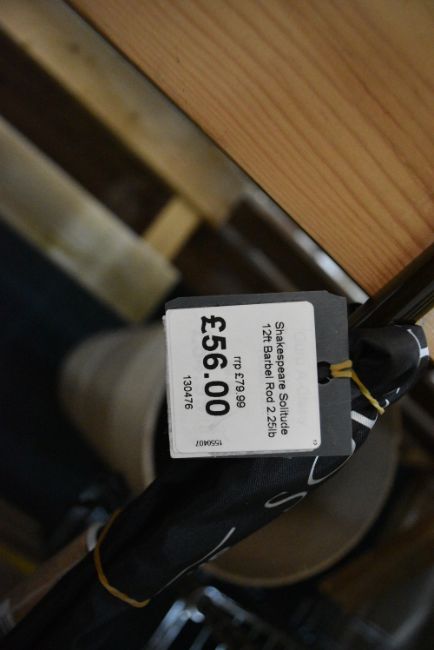 Shakespeare Solitude
12ft Barbel Rod 2.25lb
rrp £79.99
£56.00
130476
1550407